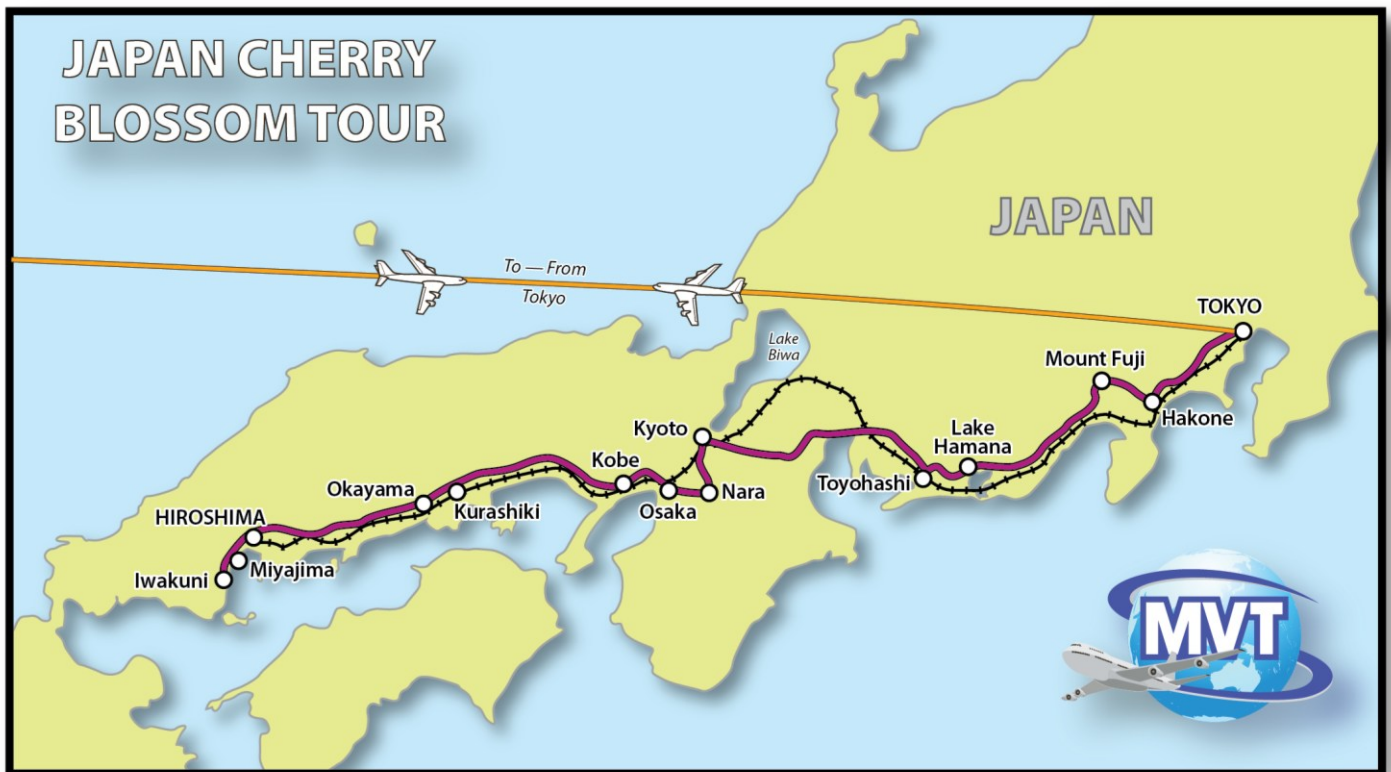 JAPAN CHERRY
BLOSSOM TOUR
JAPAN
To — From
Tokyo
TOKYO
Lake
Biwa
Mount Fuji
Hakone
Kyoto
Lake
Hamana
Kobe
Toyohashi
Okayama
Osaka
Nara
Kurashiki
HIROSHIMA
Miyajima
Iwakuni
MVT